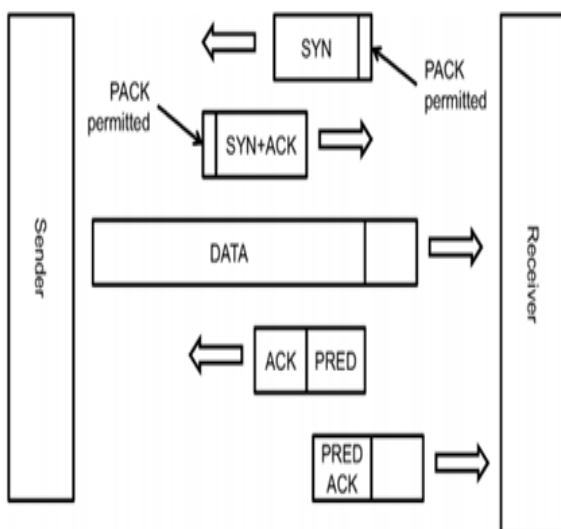 SYN
PACK
permitted
PACK
permitted
SYN+ACK
Sender
DATA
Receiver
ACK PRED
PRED
ACK